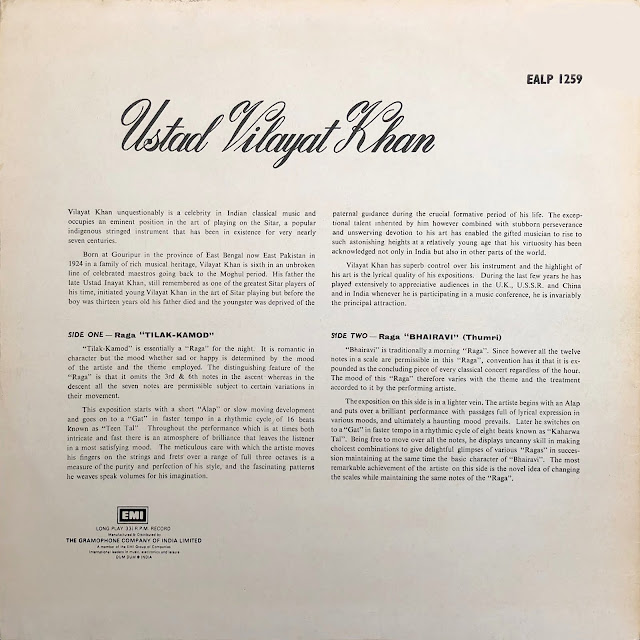 EALP 1259
Ustad Vilayat Khan
Vilayat Khan unquestionably is a celebrity in Indian classical music and
occupies an eminent position in the art of playing on the Sitar, a popular
indigenous stringed instrument that has been in existence for very nearly
seven centuries.
Born at Gouripur in the province of East Bengal now East Pakistan in
1924 in a family of rich musical heritage, Vilayat Khan is sixth in an unbroken
line of celebrated maestros going back to the Moghul period. His father the
late Ustad Inayat Khan, still remembered as one of the greatest Sitar players of
his time, initiated young Vilayat Khan in the art of Sitar playing but before the
boy was thirteen years old his father died and the youngster was deprived of the
paternal guidance during the crucial formative period of his life. The excep-
tional talent inherited by him however combined with stubborn perseverance
and unswerving devotion to his art has enabled the gifted musician to rise to
such astonishing heights at a relatively young age that his virtuosity has been
acknowledged not only in India but also in other parts of the world.
Vilayat Khan has superb control over his instrument and the highlight of
his art is the lyrical quality of his expositions. During the last few years he has
played extensively to appreciative audiences in the U.K., U.S.S.R. and China
and in India whenever he is participating in a music conference, he is invariably
the principal attraction.
SIDE ONE — Raga "TILAK-KAMOD"
"Tilak-Kamod" is essentially a "Raga" for the night. It is romantic in
character but the mood whether sad or happy is determined by the mood
of the artiste and the theme employed. The distinguishing feature of the
"Raga" is that it omits the 3rd & 6th notes in the ascent whereas in the
descent all the seven notes are permissible subject to certain variations in
their movement.
This exposition starts with a short "Alap" or slow moving development
and goes on to a "Gat" in faster tempo in a rhythmic cycle of 16 beats
known as "Teen Tal" Throughout the performance which is at times both
intricate and fast there is an atmosphere of brilliance that leaves the listener
in a most satisfying mood. The meticulous care with which the artiste moves
his fingers on the strings and frets over a range of full three octaves is a
measure of the purity and perfection of his style, and the fascinating patterns
he weaves speak volumes for his imagination.
SIDE TWO — Raga "BHAIRAVI" (Thumri)
"Bhairavi" is traditionally a morning "Raga". Since however all the twelve
notes in a scale are permissible in this "Raga", convention has it that it is ex-
pounded as the concluding piece of every classical concert regardless of the hour.
The mood of this "Raga" therefore varies with the theme and the treatment
accorded to it by the performing artiste.
The exposition on this side is in a lighter vein. The artiste begins with an Alap
and puts over a brilliant performance with passages full of lyrical expression in
various moods, and ultimately a haunting mood prevails. Later he switches on
to a "Gat" in faster tempo in a rhythmic cycle of eight beats known as "Kaharwa
Tal". Being free to move over all the notes, he displays uncanny skill in making
choicest combinations to give delightful glimpses of various "Ragas" in succes-
sion maintaining at the same time the basic character of "Bhairavi". The most
remarkable achievement of the artiste on this side is the novel idea of changing
the scales while maintaining the same notes of the "Raga".
EMI
LONG PLAY 33⅓ R.P.M. RECORD
Manufactured & Distributed by
THE GRAMOPHONE COMPANY OF INDIA LIMITED
A member of the EMI Group of Companies
International leaders in music, electronics and leisure
DUM DUM ● INDIA